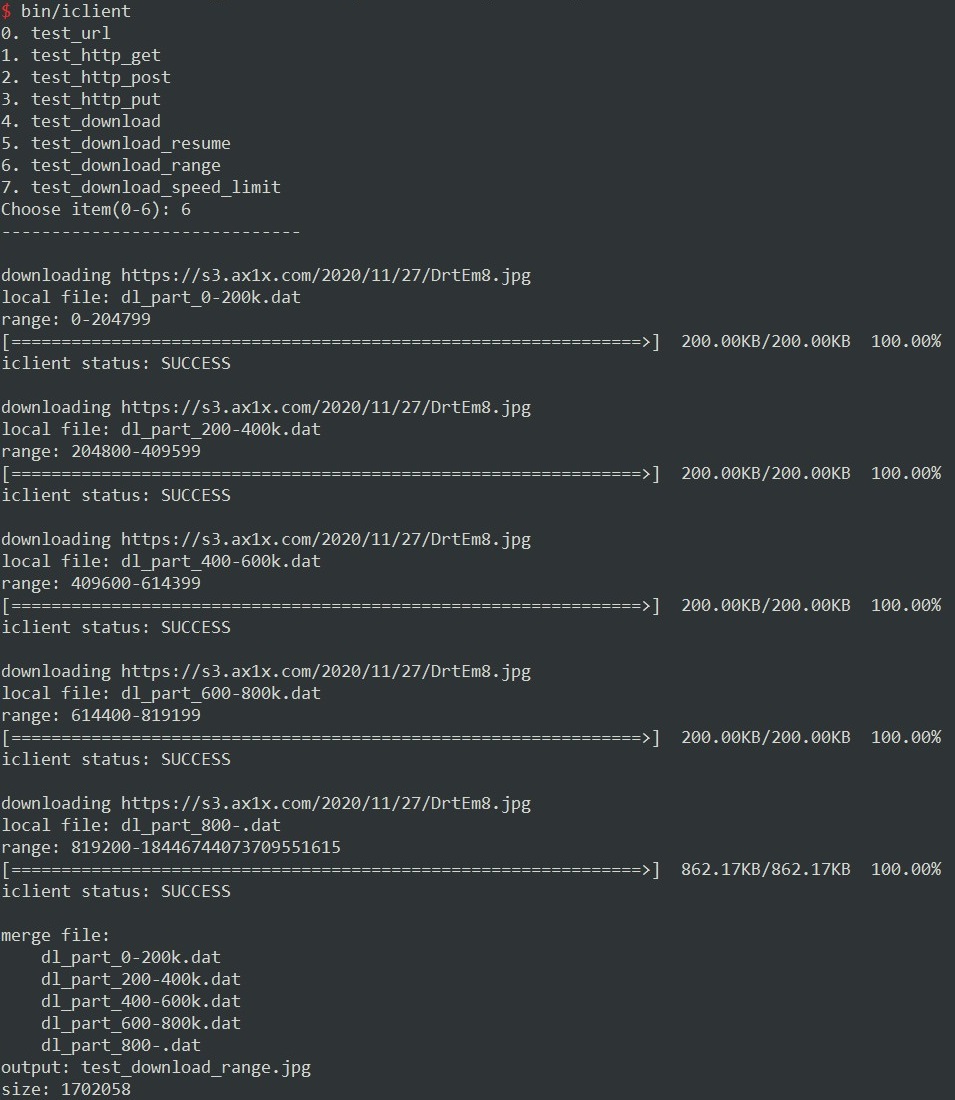 $ bin/iclient
0. test_url
1. test_http_get
2. test_http_post
3. test_http_put
4. test_download
5. test_download_resume
6. test_download_range
7. test_download_speed_limit
Choose item(0-6): 6
------------------------------
downloading https://s3.ax1x.com/2020/11/27/DrtEm8.jpg
local file: dl_part_0-200k.dat
range: 0-204799
[===============================================================>]  200.00KB/200.00KB  100.00%
iclient status: SUCCESS
downloading https://s3.ax1x.com/2020/11/27/DrtEm8.jpg
local file: dl_part_200-400k.dat
range: 204800-409599
[===============================================================>]  200.00KB/200.00KB  100.00%
iclient status: SUCCESS
downloading https://s3.ax1x.com/2020/11/27/DrtEm8.jpg
local file: dl_part_400-600k.dat
range: 409600-614399
[===============================================================>]  200.00KB/200.00KB  100.00%
iclient status: SUCCESS
downloading https://s3.ax1x.com/2020/11/27/DrtEm8.jpg
local file: dl_part_600-800k.dat
range: 614400-819199
[===============================================================>]  200.00KB/200.00KB  100.00%
iclient status: SUCCESS
downloading https://s3.ax1x.com/2020/11/27/DrtEm8.jpg
local file: dl_part_800-.dat
range: 819200-18446744073709551615
[===============================================================>]  862.17KB/862.17KB  100.00%
iclient status: SUCCESS
merge file:
    dl_part_0-200k.dat
    dl_part_200-400k.dat
    dl_part_400-600k.dat
    dl_part_600-800k.dat
    dl_part_800-.dat
output: test_download_range.jpg
size: 1702058